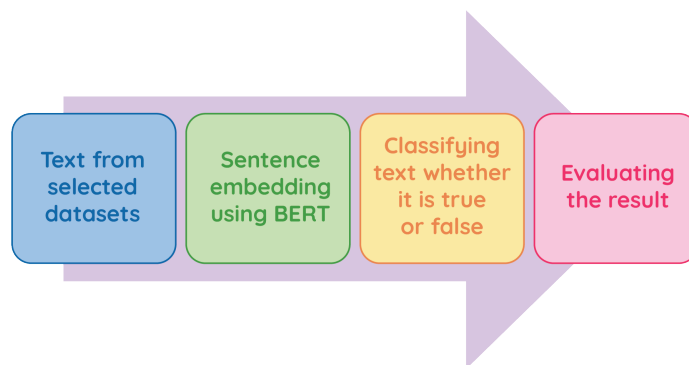 Text from
selected
datasets
Sentence
embedding
using BERT
Classifying
text whether
it is true
or false
Evaluating
the result